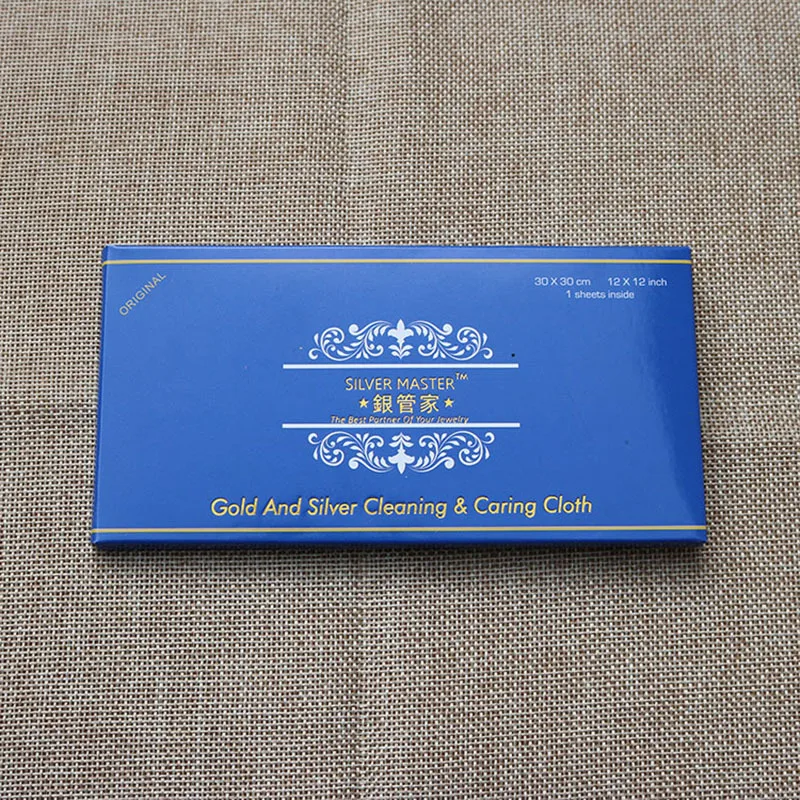 ORIGINAL
30 X 30 cm 12 X 12 inch
1 sheets inside
SILVER MASTER™
★銀管家★
The Best Partner Of Your Jewelry
Gold And Silver Cleaning & Caring Cloth